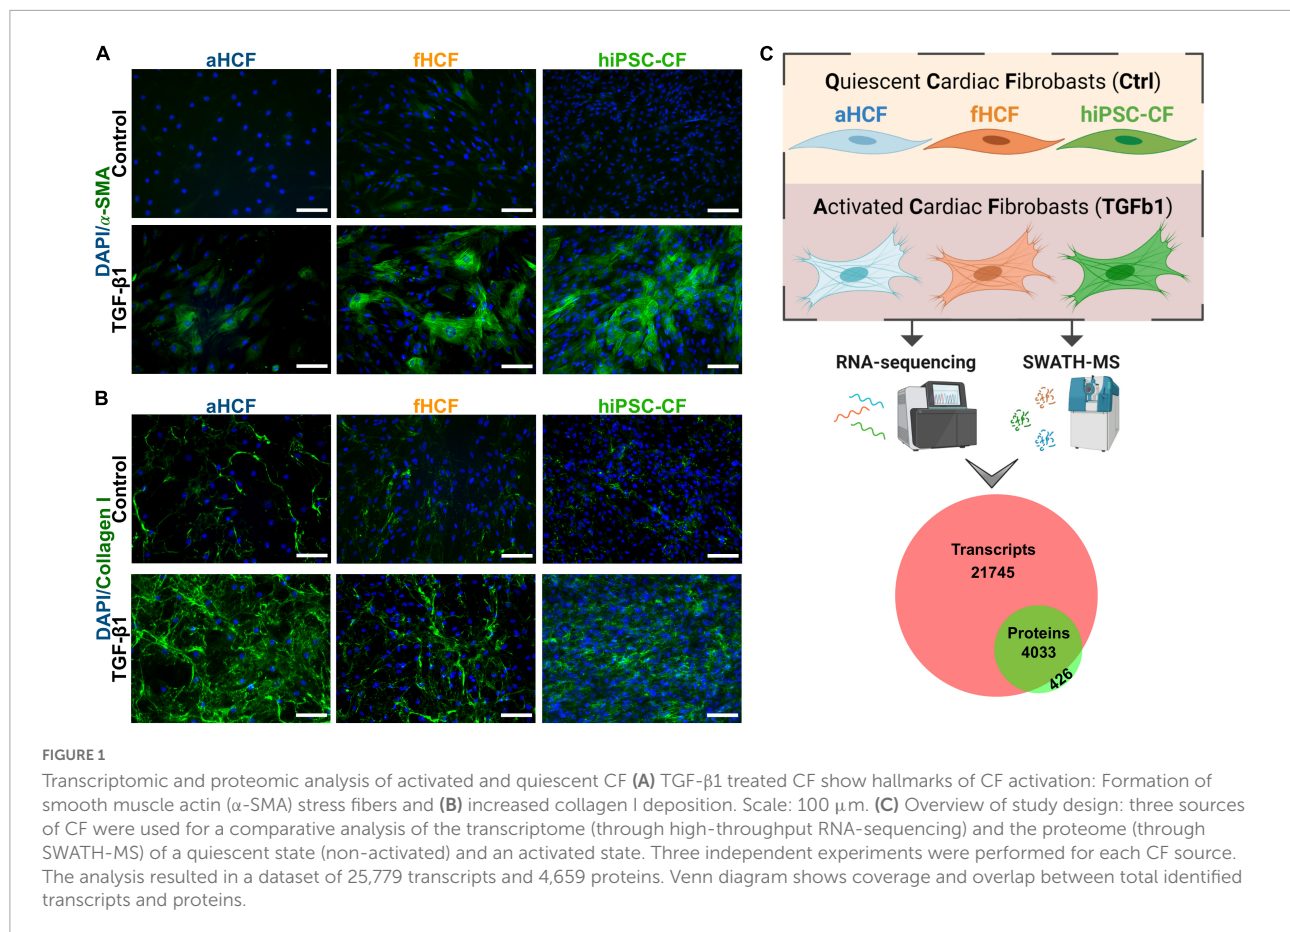 A
aHCF
fHCF
hiPSC-CF
DAPI/α-SMA
Control
TGF-β1
B
aHCF
fHCF
hiPSC-CF
DAPI/Collagen I
Control
TGF-β1
C
Quiescent Cardiac Fibrobasts (Ctrl)
aHCF
fHCF
hiPSC-CF
Activated Cardiac Fibrobasts (TGFb1)
RNA-sequencing
SWATH-MS
Transcripts
21745
Proteins
4033
426
FIGURE 1
Transcriptomic and proteomic analysis of activated and quiescent CF (A) TGF-β1 treated CF show hallmarks of CF activation: Formation of
smooth muscle actin (α-SMA) stress fibers and (B) increased collagen I deposition. Scale: 100 μm. (C) Overview of study design: three sources
of CF were used for a comparative analysis of the transcriptome (through high-throughput RNA-sequencing) and the proteome (through
SWATH-MS) of a quiescent state (non-activated) and an activated state. Three independent experiments were performed for each CF source.
The analysis resulted in a dataset of 25,779 transcripts and 4,659 proteins. Venn diagram shows coverage and overlap between total identified
transcripts and proteins.